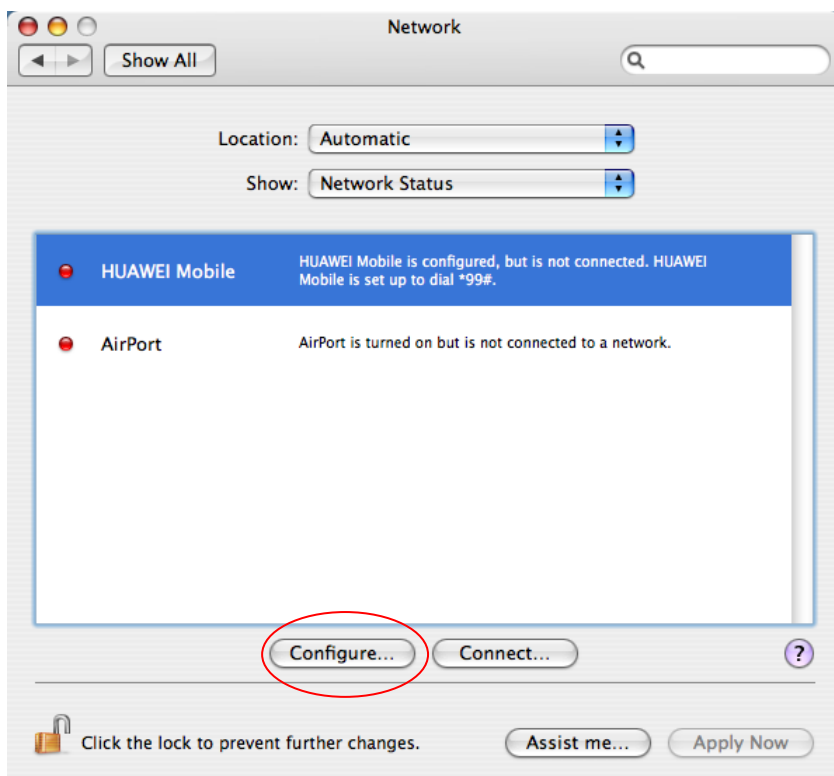 Network
Show All
Location: Automatic
Show: Network Status
HUAWEI Mobile
HUAWEI Mobile is configured, but is not connected. HUAWEI
Mobile is set up to dial *99#.
AirPort
AirPort is turned on but is not connected to a network.
Configure...
Connect...
?
Click the lock to prevent further changes.
Assist me...
Apply Now